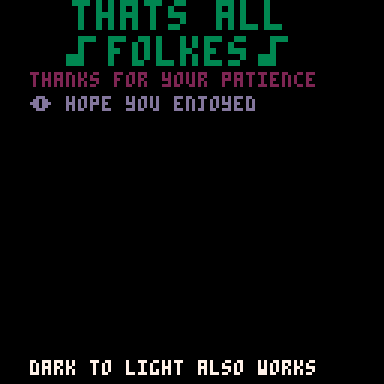 THATS ALL
♪FOLKES♪
THANKS FOR YOUR PATIENCE
I HOPE YOU ENJOYED
DARK TO LIGHT ALSO WORKS